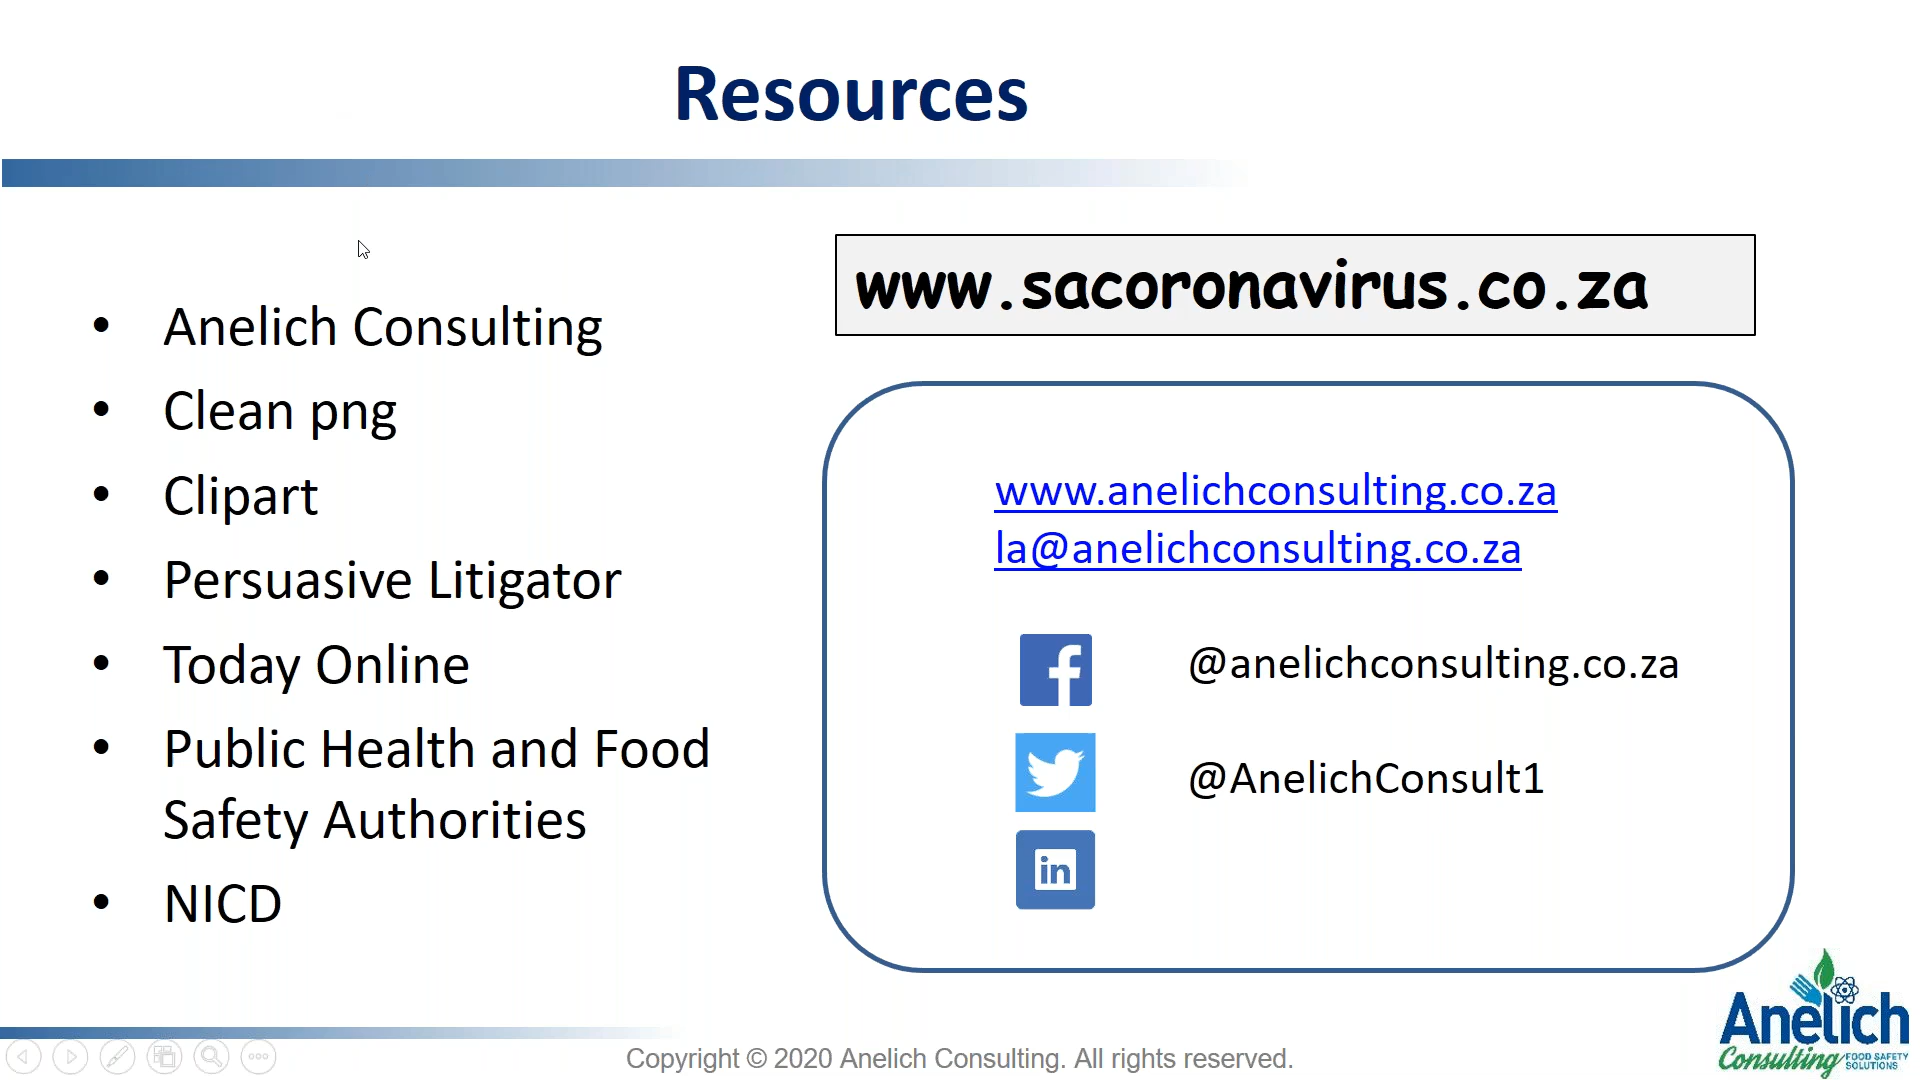 Resources
• Anelich Consulting
• Clean png
• Clipart
• Persuasive Litigator
• Today Online
• Public Health and Food
Safety Authorities
• NICD
www.sacoronavirus.co.za
www.anelichconsulting.co.za
la@anelichconsulting.co.za
f
@anelichconsulting.co.za
@AnelichConsult1
in
Anelich
Consulting FOOD SAFETY
SOLUTIONS
Copyright © 2020 Anelich Consulting. All rights reserved.